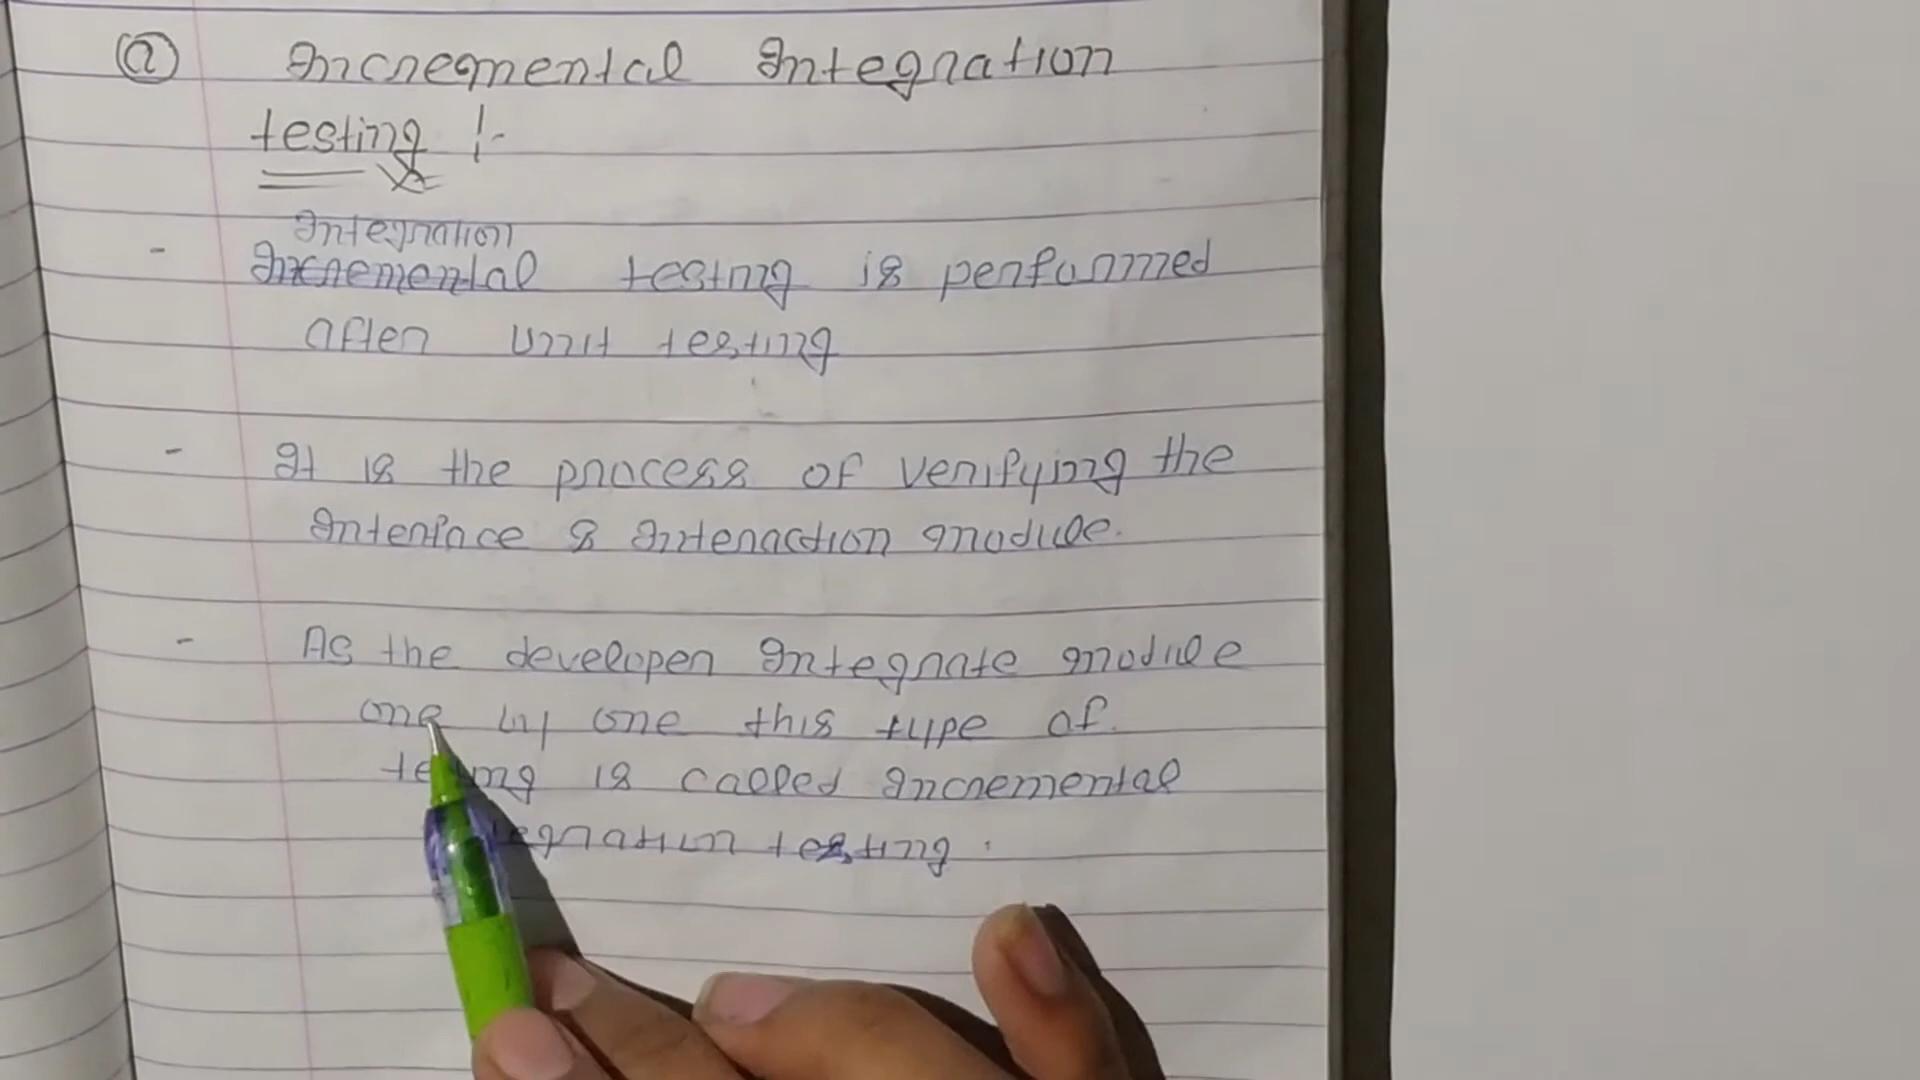 a Incremental Integration
testing :-
Integration
- Incremental testing is performed
after unit testing
- It is the process of verifying the
Interface & interaction module.
- As the developer Integrate module
one by one this type of
testing is called Incremental
testing.